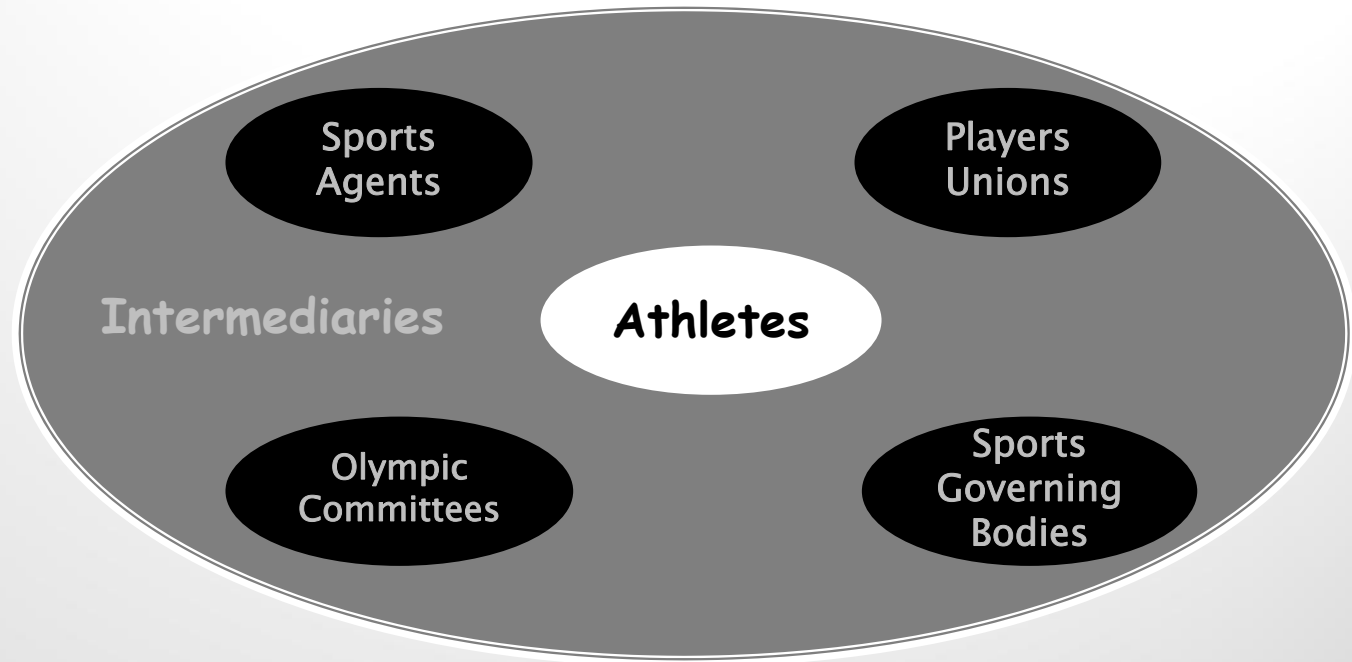 Sports
Agents
Players
Unions
Intermediaries
Athletes
Olympic
Committees
Sports
Governing
Bodies